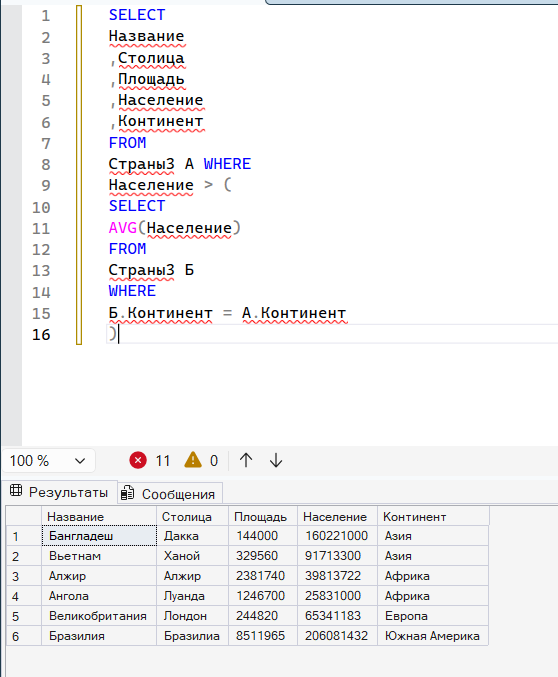 1 SELECT
2 Название
3 ,Столица
4 ,Площадь
5 ,Население
6 ,Континент
7 FROM
8 Страны3 А WHERE
9 Население > (
10 SELECT
11 AVG(Население)
12 FROM
13 Страны3 Б
14 WHERE
15 Б.Континент = А.Континент
16 )
100 % 11 0
Результаты Сообщения
Название Столица Площадь Население Континент
1 Бангладеш Дакка 144000 160221000 Азия
2 Вьетнам Ханой 329560 91713300 Азия
3 Алжир Алжир 2381740 39813722 Африка
4 Ангола Луанда 1246700 25831000 Африка
5 Великобритания Лондон 244820 65341183 Европа
6 Бразилия Бразилиа 8511965 206081432 Южная Америка